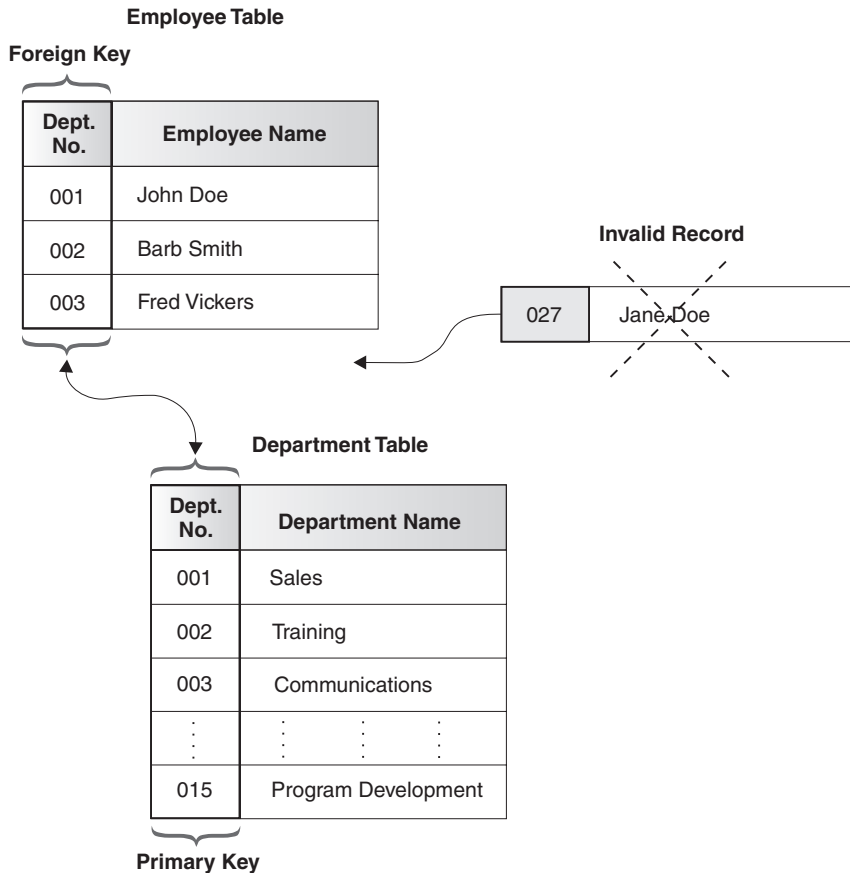 Employee Table
Foreign Key
Dept. No.
Employee Name
001 John Doe
002 Barb Smith
003 Fred Vickers
Invalid Record
027 Jane Doe
Department Table
Dept. No.
Department Name
001 Sales
002 Training
003 Communications
015 Program Development
Primary Key